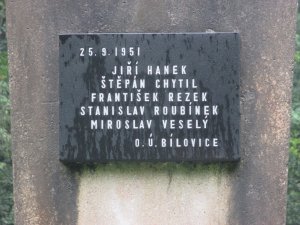 25.9.1951
JIŘÍ HANEK
ŠTĚPÁN CHYTIL
FRANTIŠEK REZEK
STANISLAV ROUBÍNEK
MIROSLAV VESELÝ
O.Ú.BÍLOVICE